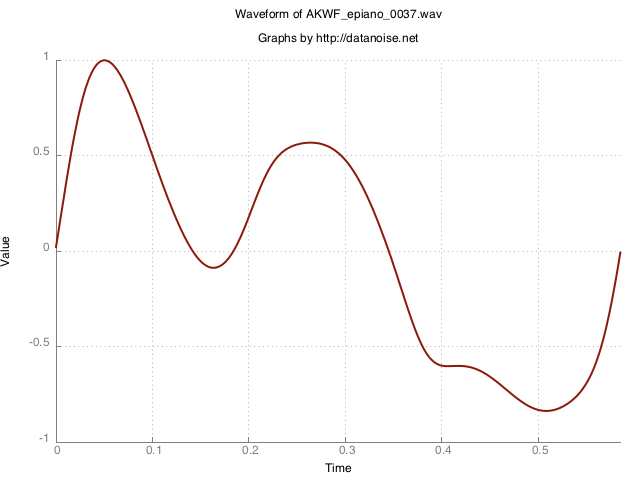 Waveform of AKWF_epiano_0037.wav
Graphs by http://datanoise.net
1
0.5
0
-0.5
-1
Value
0 0.1 0.2 0.3 0.4 0.5
Time